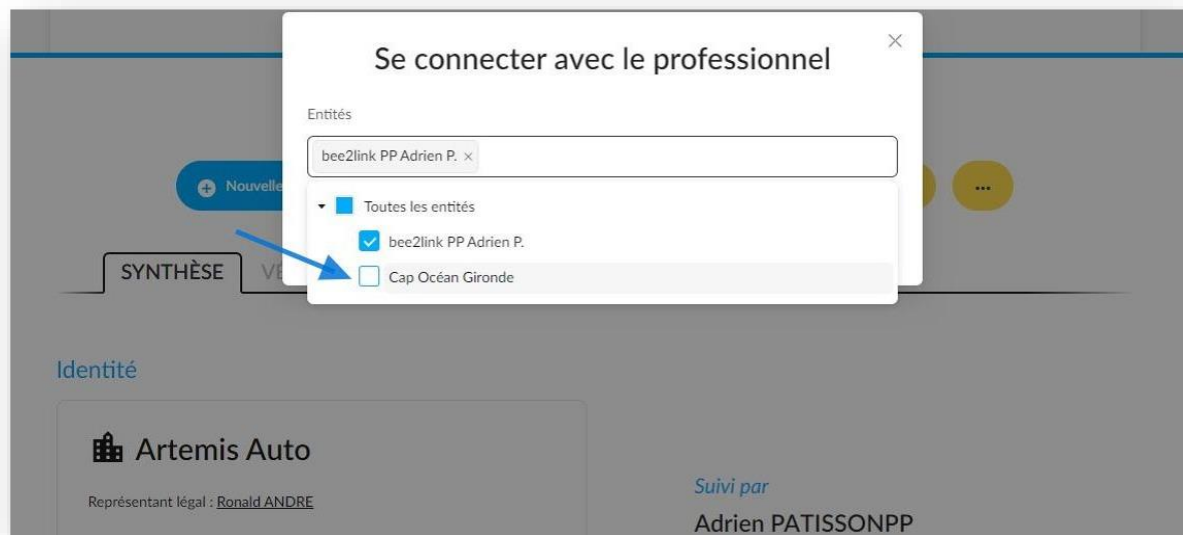 Se connecter avec le professionnel
Entités
bee2link PP Adrien P.
Nouvelle
...
Toutes les entités
bee2link PP Adrien P.
Cap Océan Gironde
SYNTHÈSE VE
Identité
Artemis Auto
Représentant légal : Ronald ANDRE
Suivi par
Adrien PATISSONPP